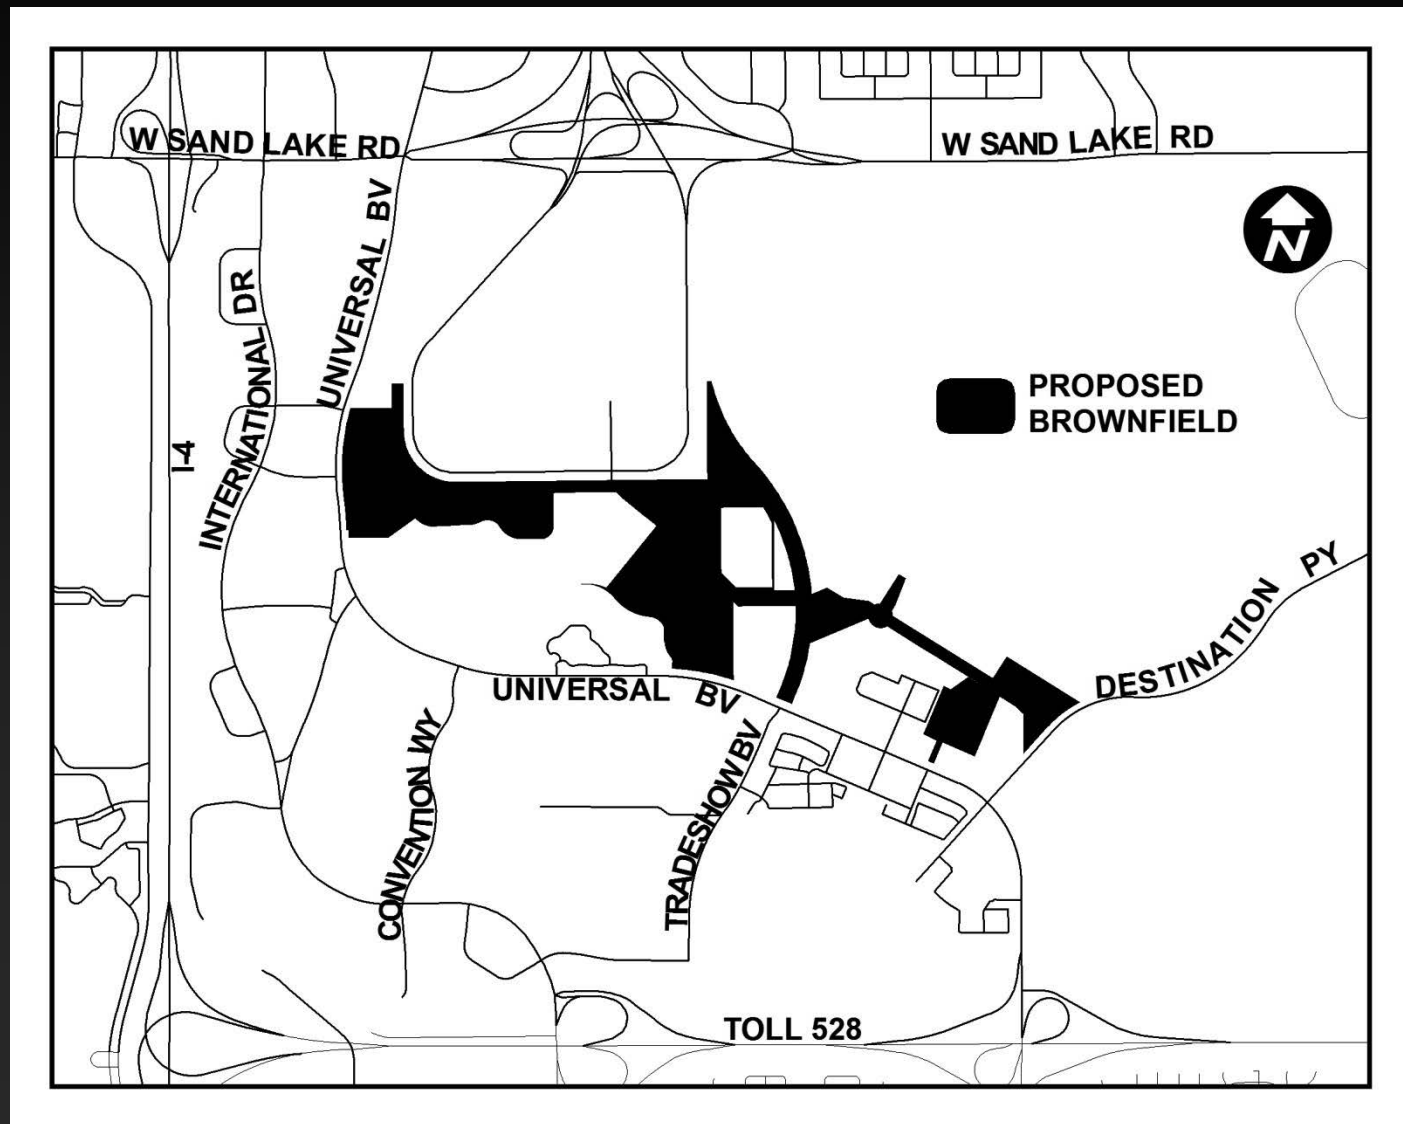 W SAND LAKE RD
W SAND LAKE RD
UNIVERSAL BV
N
INTERNATIONAL DR
PROPOSED
BROWNFIELD
I-4
DESTINATION PY
UNIVERSAL BV
CONVENTION WY
TRADESHOW BV
TOLL 528